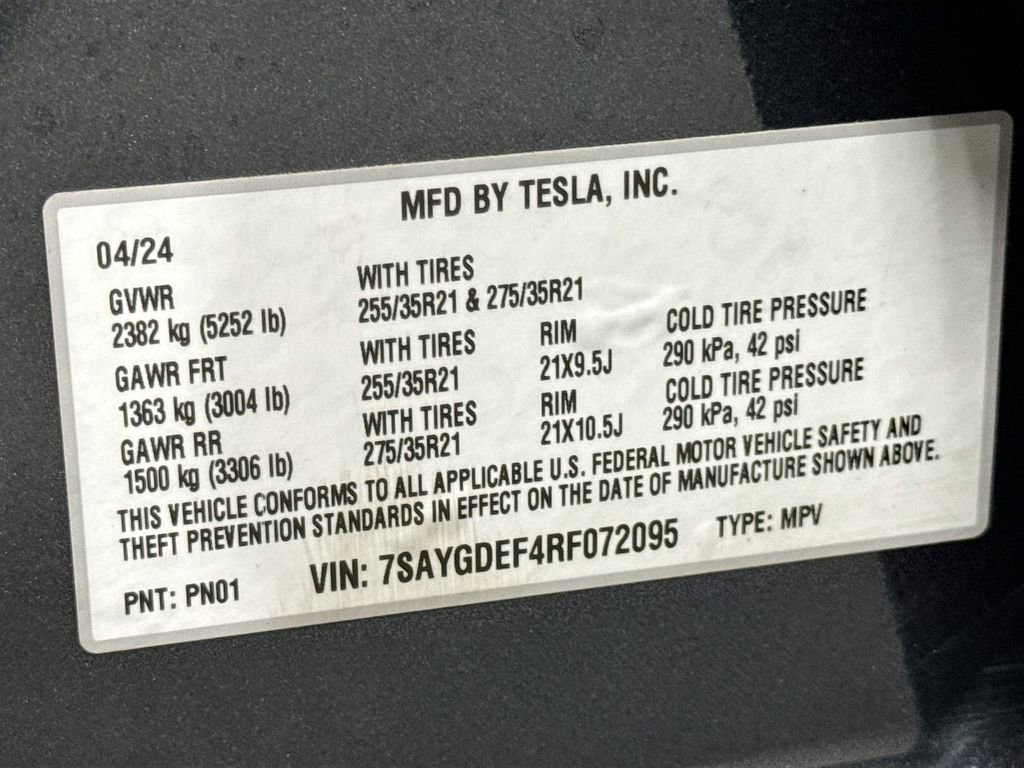 MFD BY TESLA, INC.
04/24
GVWR WITH TIRES
2382 kg (5252 lb) 255/35R21 & 275/35R21
GAWR FRT WITH TIRES RIM COLD TIRE PRESSURE
1363 kg (3004 lb) 255/35R21 21X9.5J 290 kPa, 42 psi
GAWR RR WITH TIRES RIM COLD TIRE PRESSURE
1500 kg (3306 lb) 275/35R21 21X10.5J 290 kPa, 42 psi
THIS VEHICLE CONFORMS TO ALL APPLICABLE U.S. FEDERAL MOTOR VEHICLE SAFETY AND
THEFT PREVENTION STANDARDS IN EFFECT ON THE DATE OF MANUFACTURE SHOWN ABOVE.
PNT: PN01 VIN: 7SAYGDEF4RF072095 TYPE: MPV